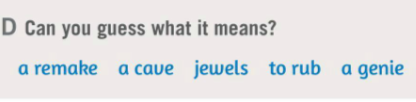 D Can you guess what it means?
a remake a cave jewels to rub a genie